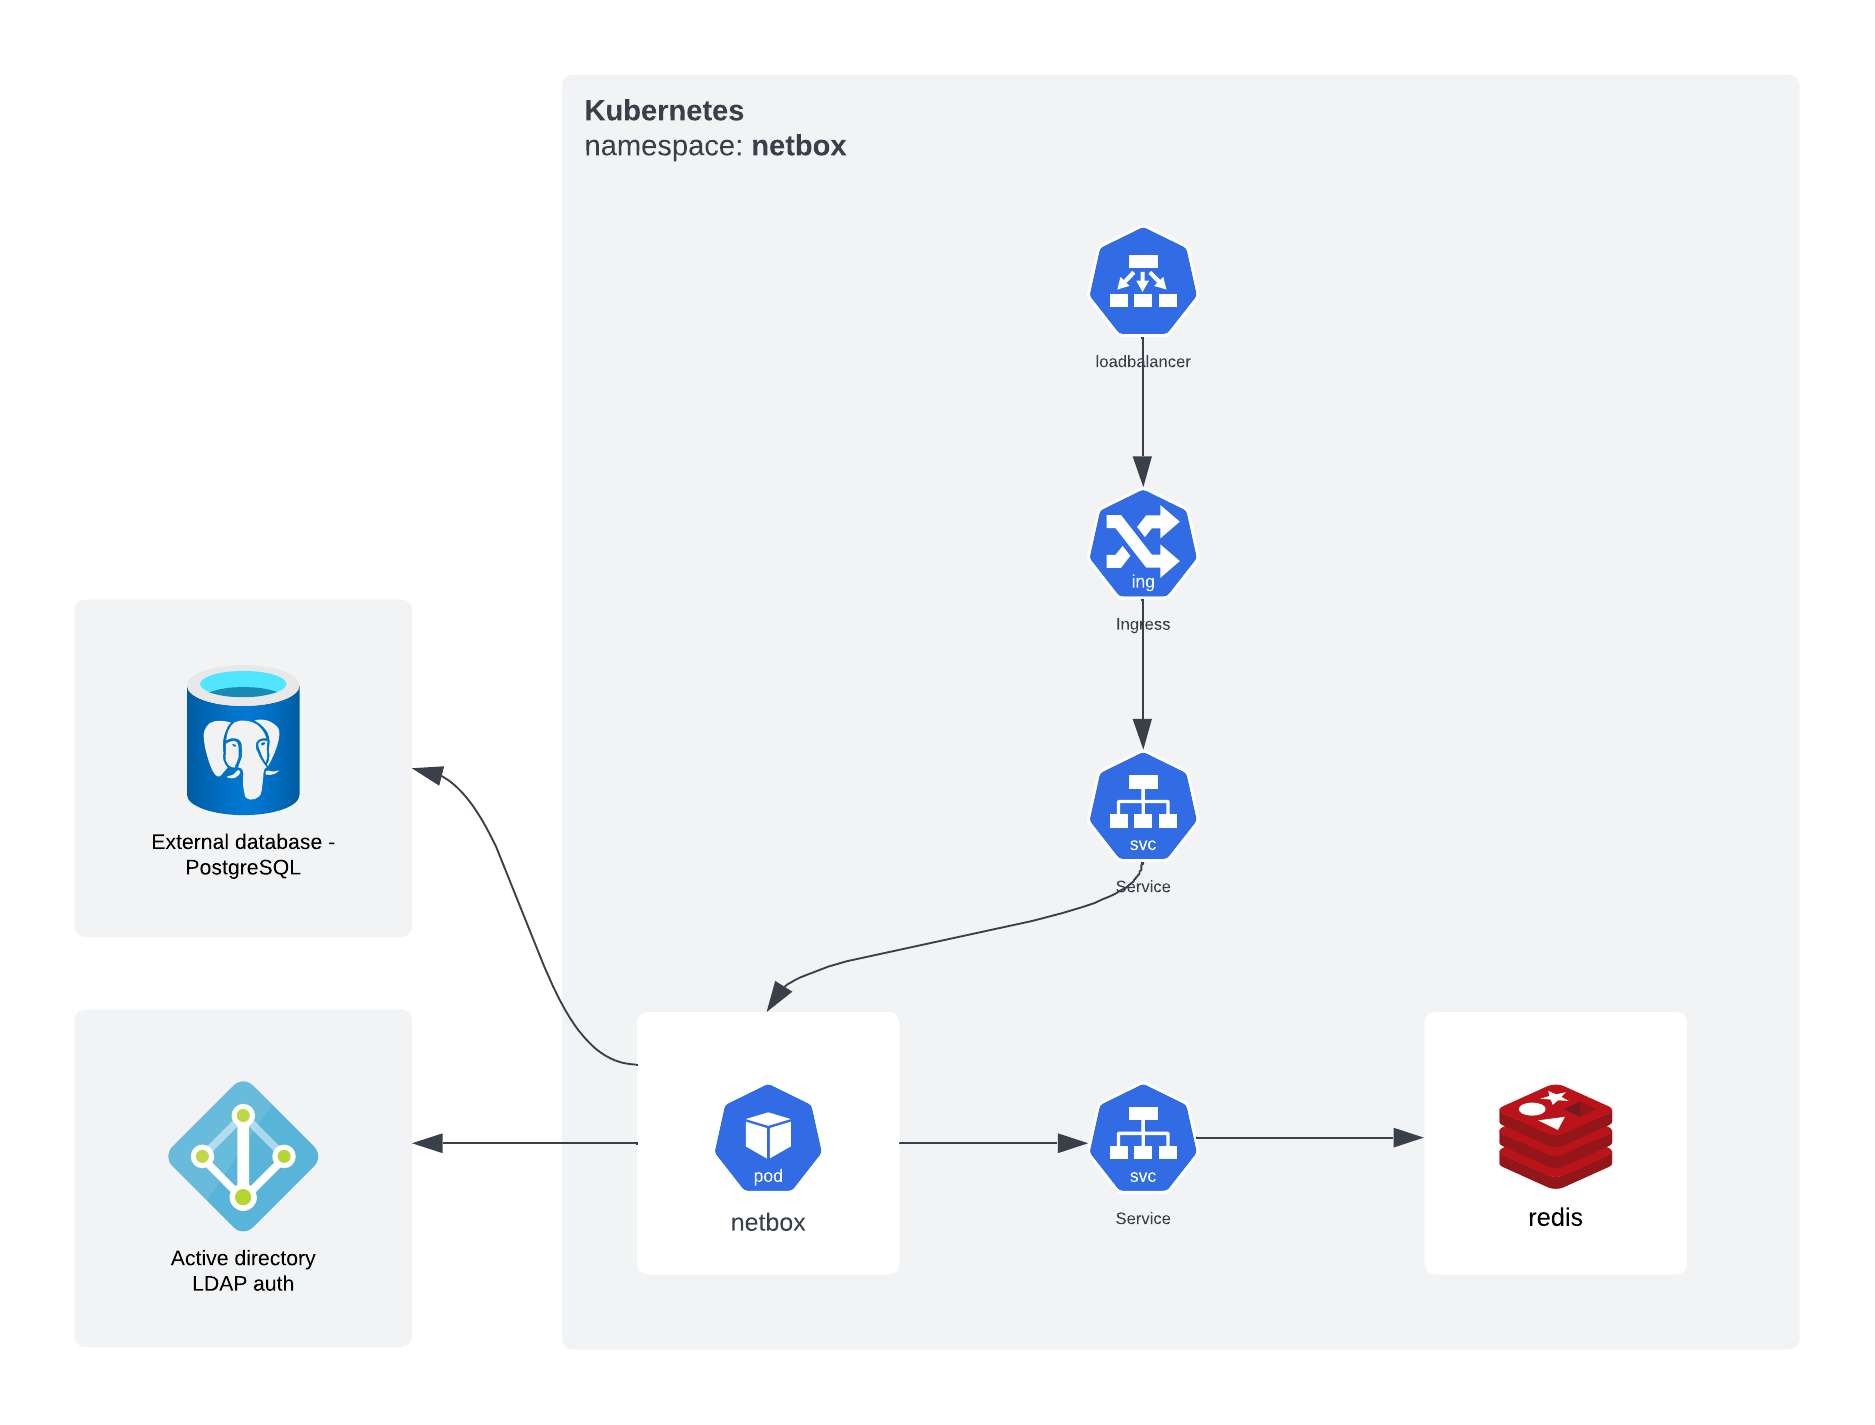 Kubernetes
namespace: netbox
loadbalancer
ing
Ingress
svc
Service
External database -
PostgreSQL
Active directory
LDAP auth
pod
netbox
svc
Service
redis